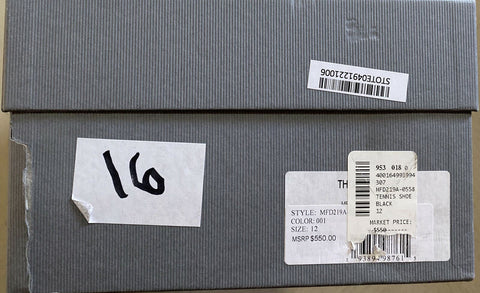 STOTE0491221006
16
953 018 0
400164991994
307
MFD219A-0558
TENNIS SHOE
BLACK
12
MARKET PRICE:
$550
TH
STYLE: MFD219A
COLOR: 001
SIZE: 12
MSRP $550.00